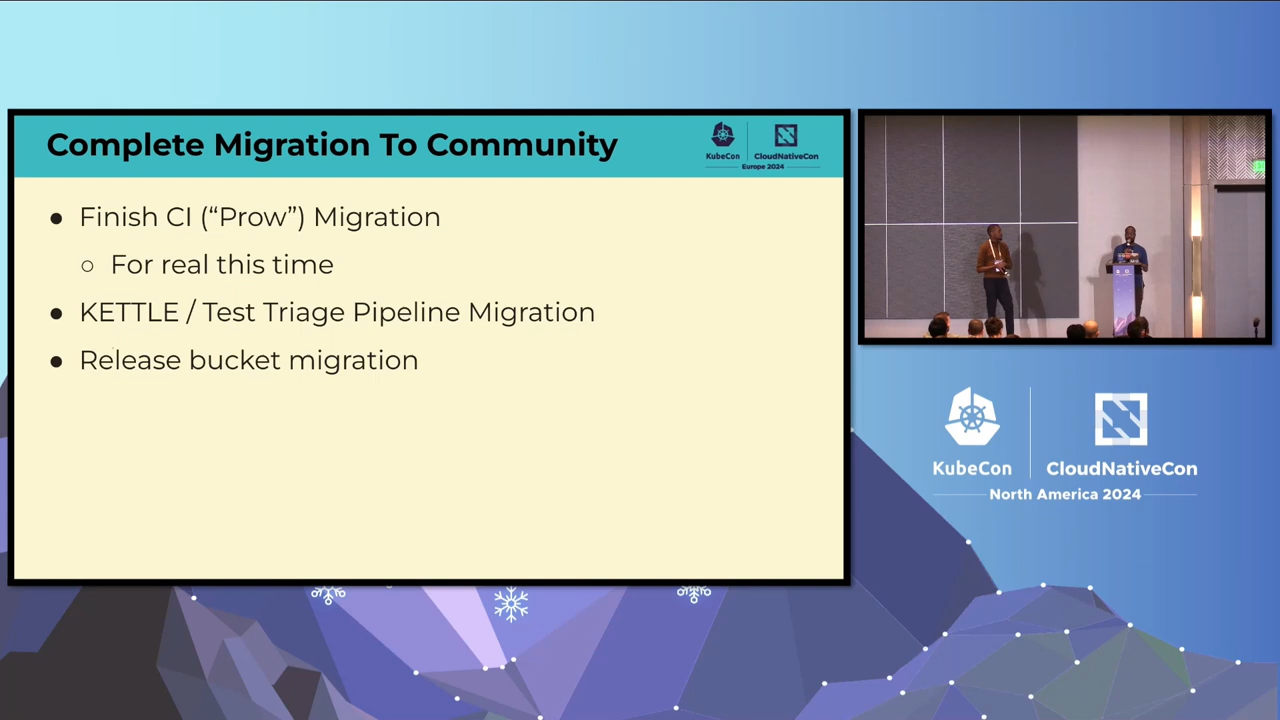 Complete Migration To Community
KubeCon
CloudNativeCon
Europe 2024
● Finish CI (“Prow”) Migration
○ For real this time
● KETTLE / Test Triage Pipeline Migration
● Release bucket migration
KubeCon
CloudNativeCon
North America 2024